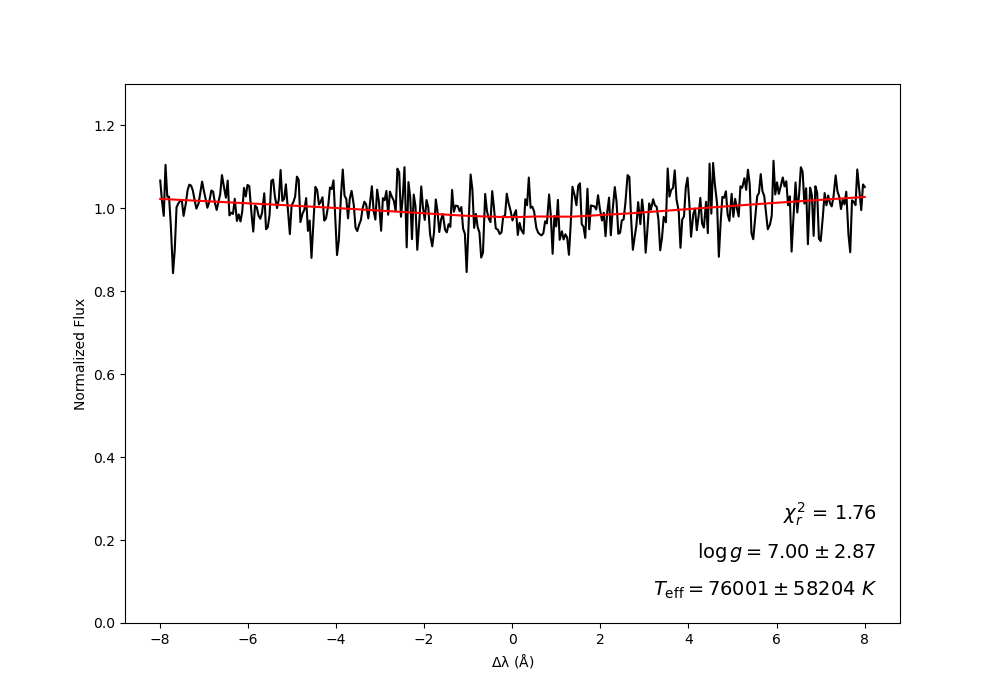 1.2
1.0
0.8
0.6
0.4
0.2
0.0
Normalized Flux
χ²ᵣ = 1.76
log g = 7.00 ± 2.87
T_eff = 76001 ± 58204 K
−8 −6 −4 −2 0 2 4 6 8
Δλ (Å)